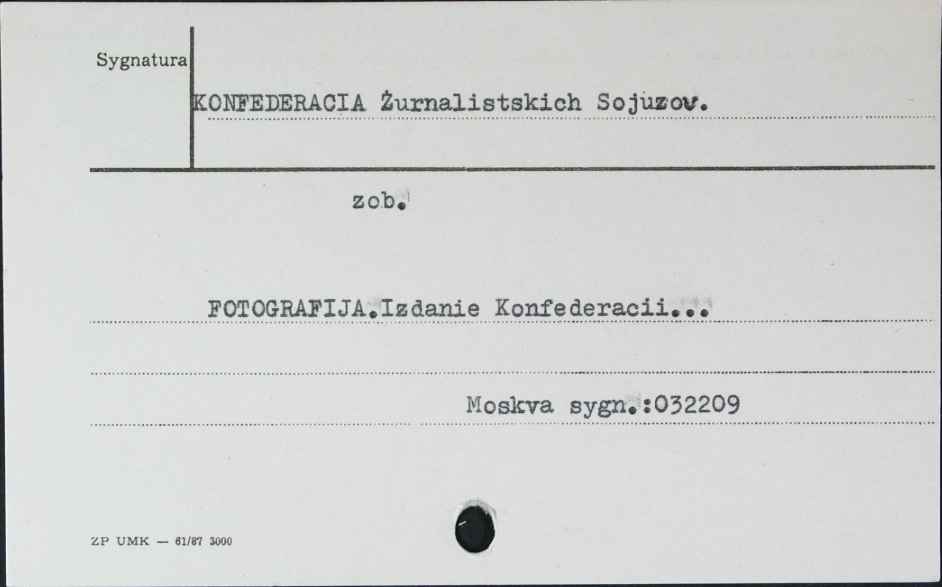 Sygnatura
KONFEDERACIA Żurnalistskich Sojuzov.
zob.
FOTOGRAFIJA.Izdanie Konfederacii...
Moskva sygn.:032209
ZP UMK — 61/87 3000